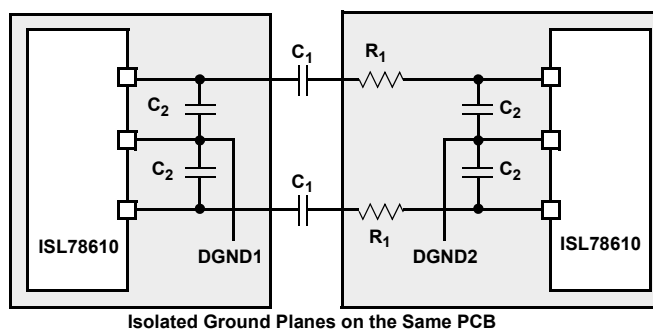 C1
R1
C2
C2
C2
C1
C2
R1
ISL78610
DGND1
DGND2
ISL78610
Isolated Ground Planes on the Same PCB